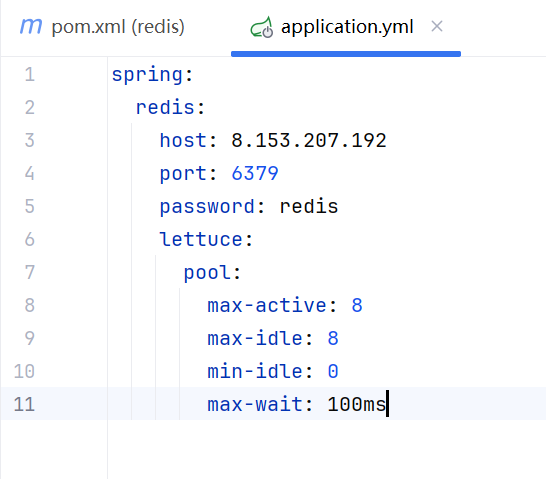 pom.xml (redis)
application.yml
1 spring:
2   redis:
3     host: 8.153.207.192
4     port: 6379
5     password: redis
6     lettuce:
7       pool:
8         max-active: 8
9         max-idle: 8
10         min-idle: 0
11         max-wait: 100ms